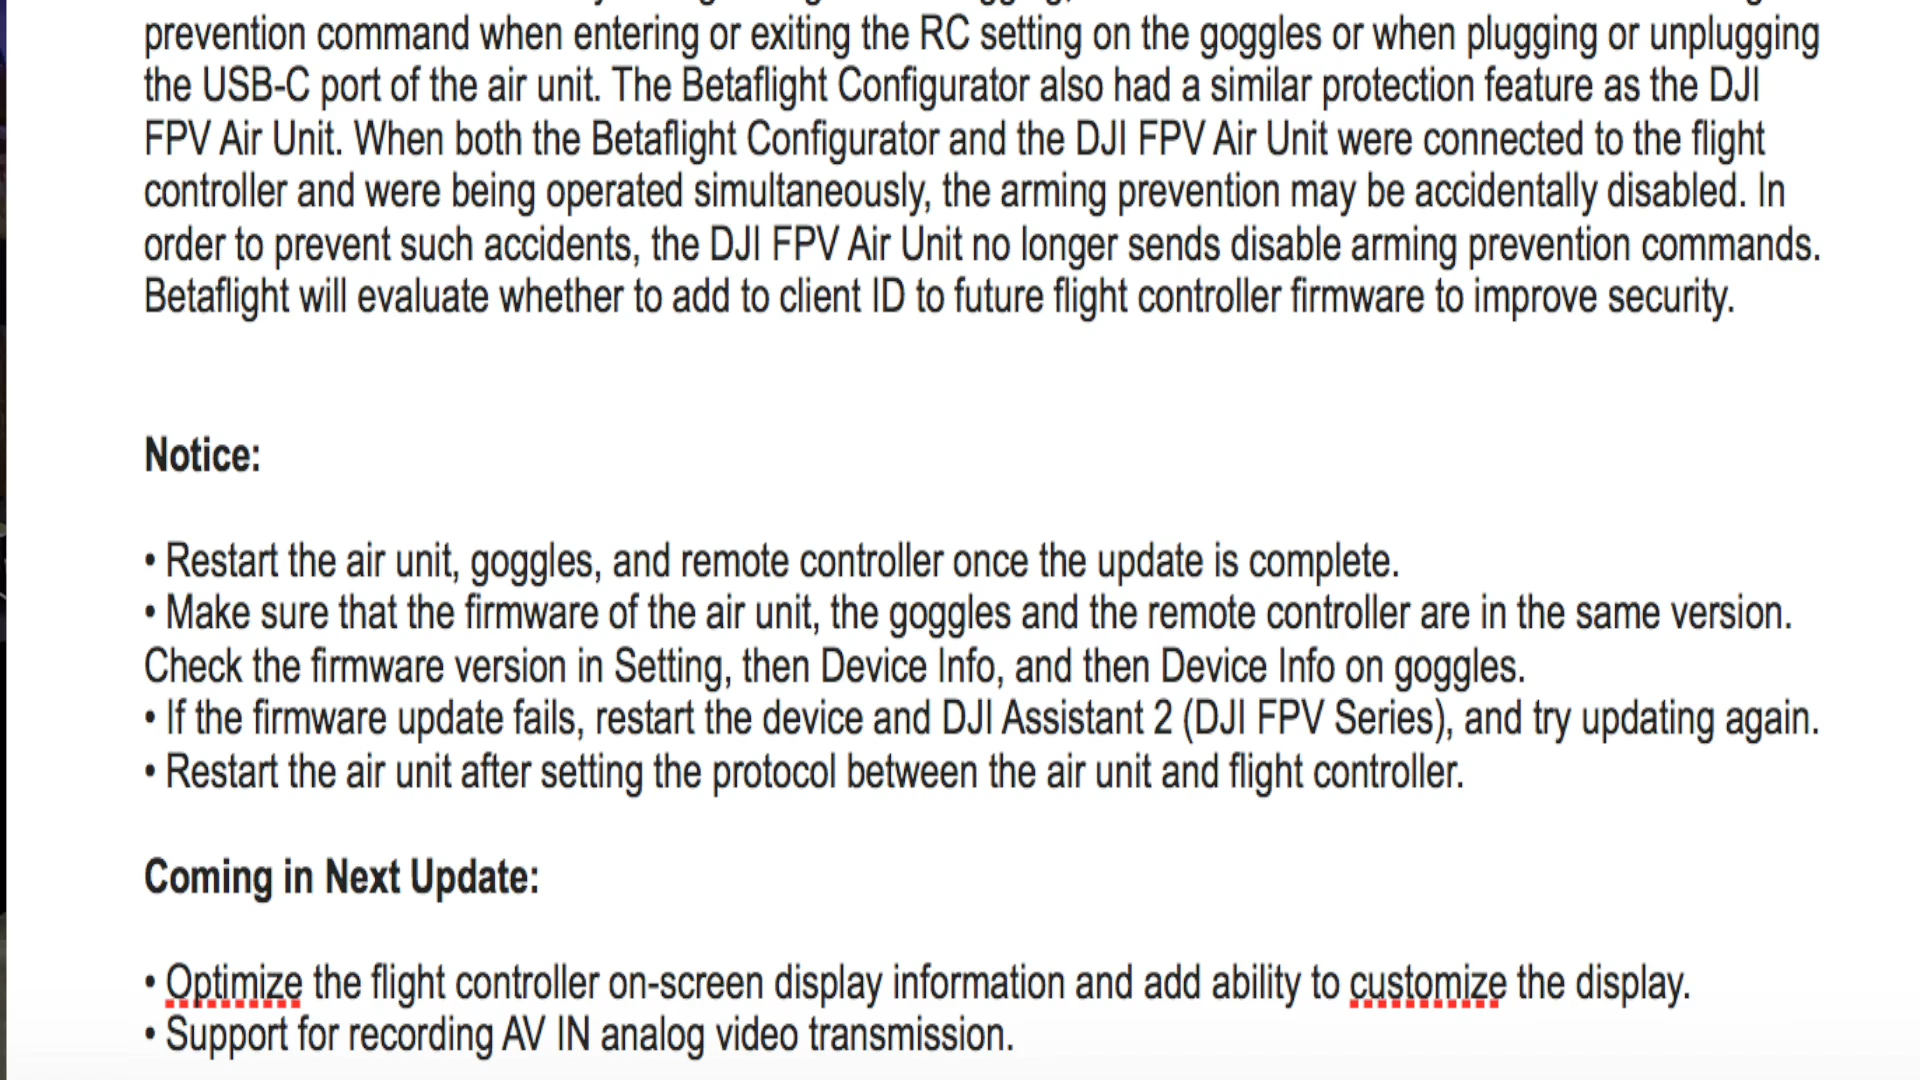 prevention command when entering or exiting the RC setting on the goggles or when plugging or unplugging
the USB-C port of the air unit. The Betaflight Configurator also had a similar protection feature as the DJI
FPV Air Unit. When both the Betaflight Configurator and the DJI FPV Air Unit were connected to the flight
controller and were being operated simultaneously, the arming prevention may be accidentally disabled. In
order to prevent such accidents, the DJI FPV Air Unit no longer sends disable arming prevention commands.
Betaflight will evaluate whether to add to client ID to future flight controller firmware to improve security.
Notice:
• Restart the air unit, goggles, and remote controller once the update is complete.
• Make sure that the firmware of the air unit, the goggles and the remote controller are in the same version.
Check the firmware version in Setting, then Device Info, and then Device Info on goggles.
• If the firmware update fails, restart the device and DJI Assistant 2 (DJI FPV Series), and try updating again.
• Restart the air unit after setting the protocol between the air unit and flight controller.
Coming in Next Update:
• Optimize the flight controller on-screen display information and add ability to customize the display.
• Support for recording AV IN analog video transmission.